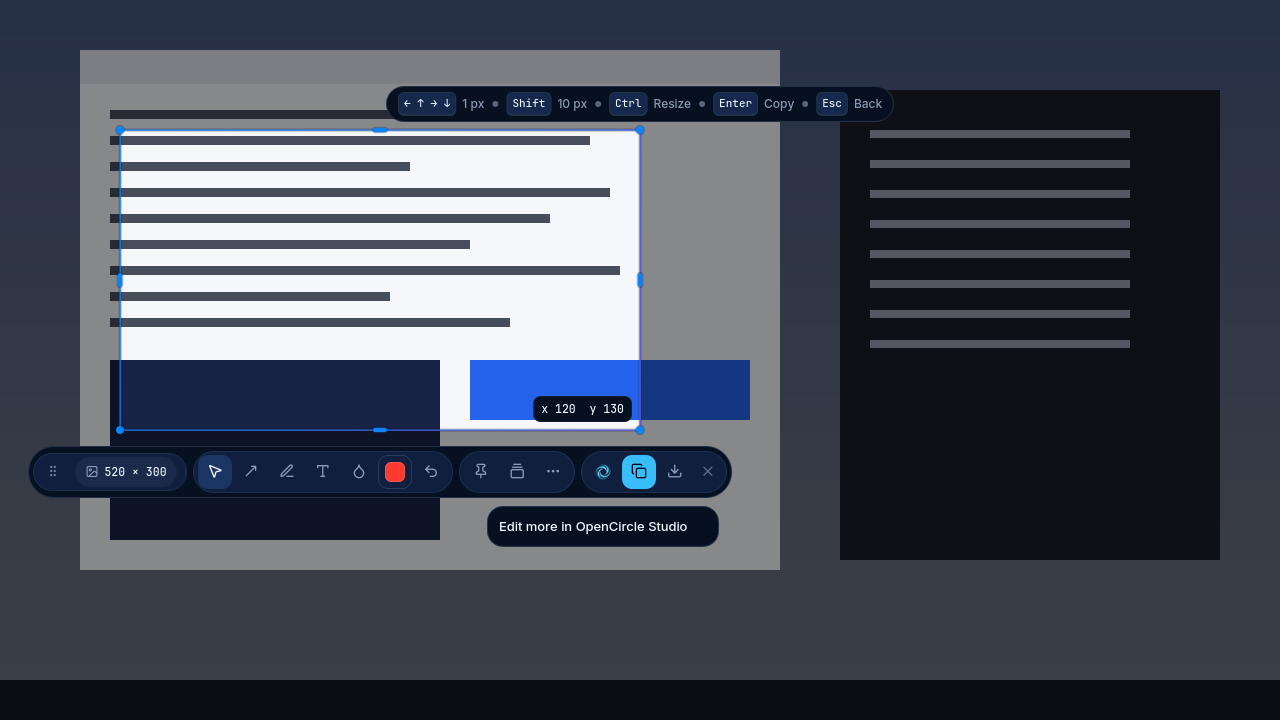 ← ↑ → ↓ 1 px • Shift 10 px • Ctrl Resize • Enter Copy • Esc Back
x 120 y 130
520 × 300
Edit more in OpenCircle Studio